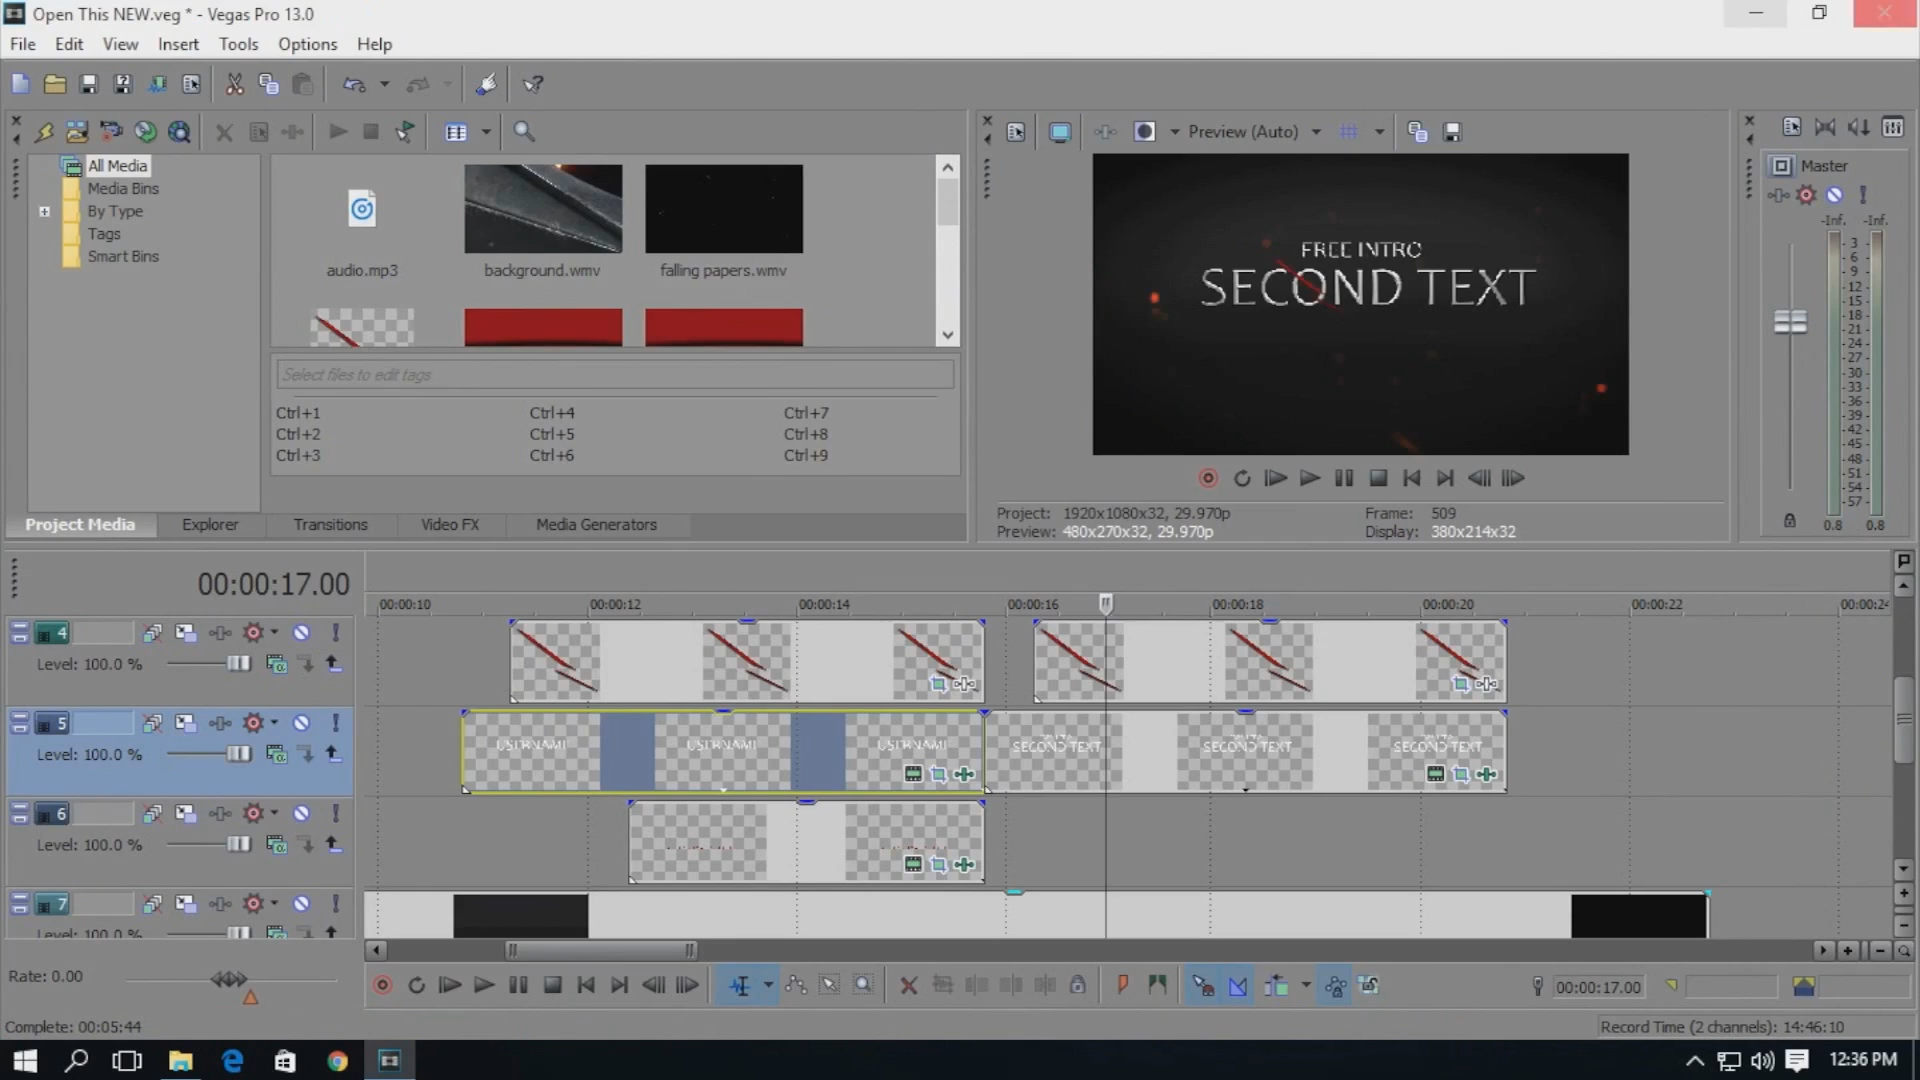 Open This NEW.veg * - Vegas Pro 13.0
File Edit View Insert Tools Options Help
All Media
Media Bins
By Type
Tags
Smart Bins
audio.mp3 background.wmv falling papers.wmv
Select files to edit tags
Ctrl+1 Ctrl+4 Ctrl+7
Ctrl+2 Ctrl+5 Ctrl+8
Ctrl+3 Ctrl+6 Ctrl+9
Project Media Explorer Transitions Video FX Media Generators
Preview (Auto)
FREE INTRO
SECOND TEXT
Project: 1920x1080x32, 29.970p Frame: 509
Preview: 480x270x32, 29.970p Display: 380x214x32
Master
-Inf. -Inf.
3
6
9
12
15
18
21
24
27
30
33
36
39
42
45
48
51
54
57
0.8 0.8
00:00:17.00
00:00:10 00:00:12 00:00:14 00:00:16 00:00:18 00:00:20 00:00:22
4
Level: 100.0 %
5
Level: 100.0 %
SECOND TEXT SECOND TEXT SECOND TEXT
6
Level: 100.0 %
7
Level: 100.0 %
Rate: 0.00
00:00:17.00
Complete: 00:05:44
Record Time (2 channels): 14:46:10
12:36 PM